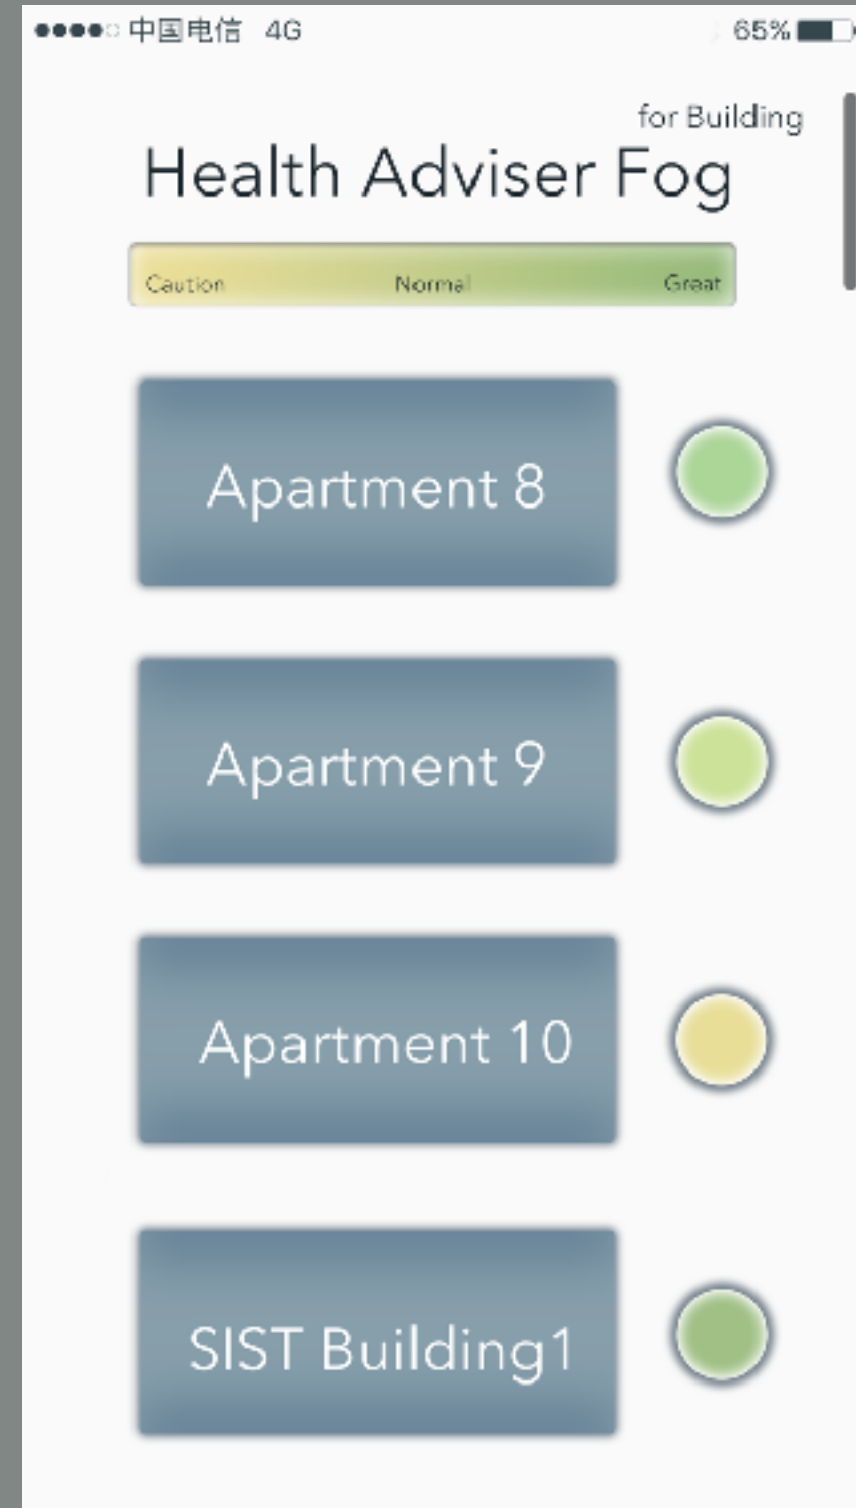 中国电信 4G 65%
for Building
Health Adviser Fog
Caution Normal Great
Apartment 8
Apartment 9
Apartment 10
SIST Building1